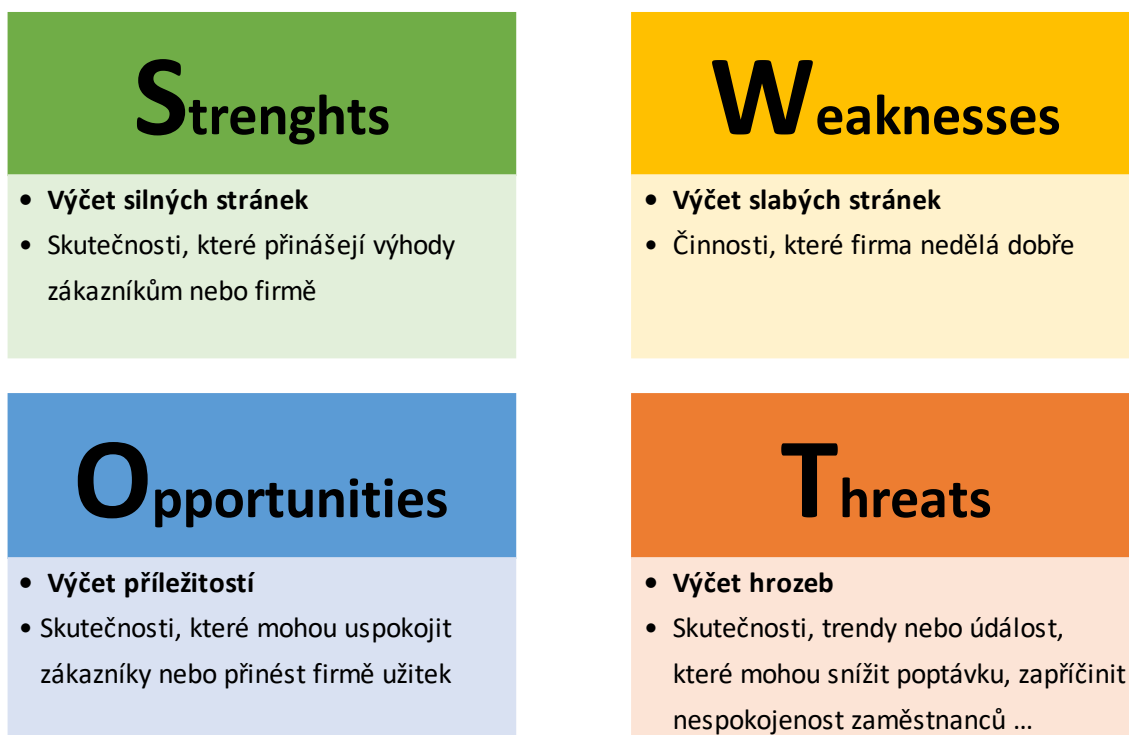 Strenghts
• Výčet silných stránek
• Skutečnosti, které přinášejí výhody
zákazníkům nebo firmě
Weaknesses
• Výčet slabých stránek
• Činnosti, které firma nedělá dobře
Opportunities
• Výčet příležitostí
• Skutečnosti, které mohou uspokojit
zákazníky nebo přinést firmě užitek
Threats
• Výčet hrozeb
• Skutečnosti, trendy nebo údálost,
které mohou snížit poptávku, zapříčinit
nespokojenost zaměstnanců ...